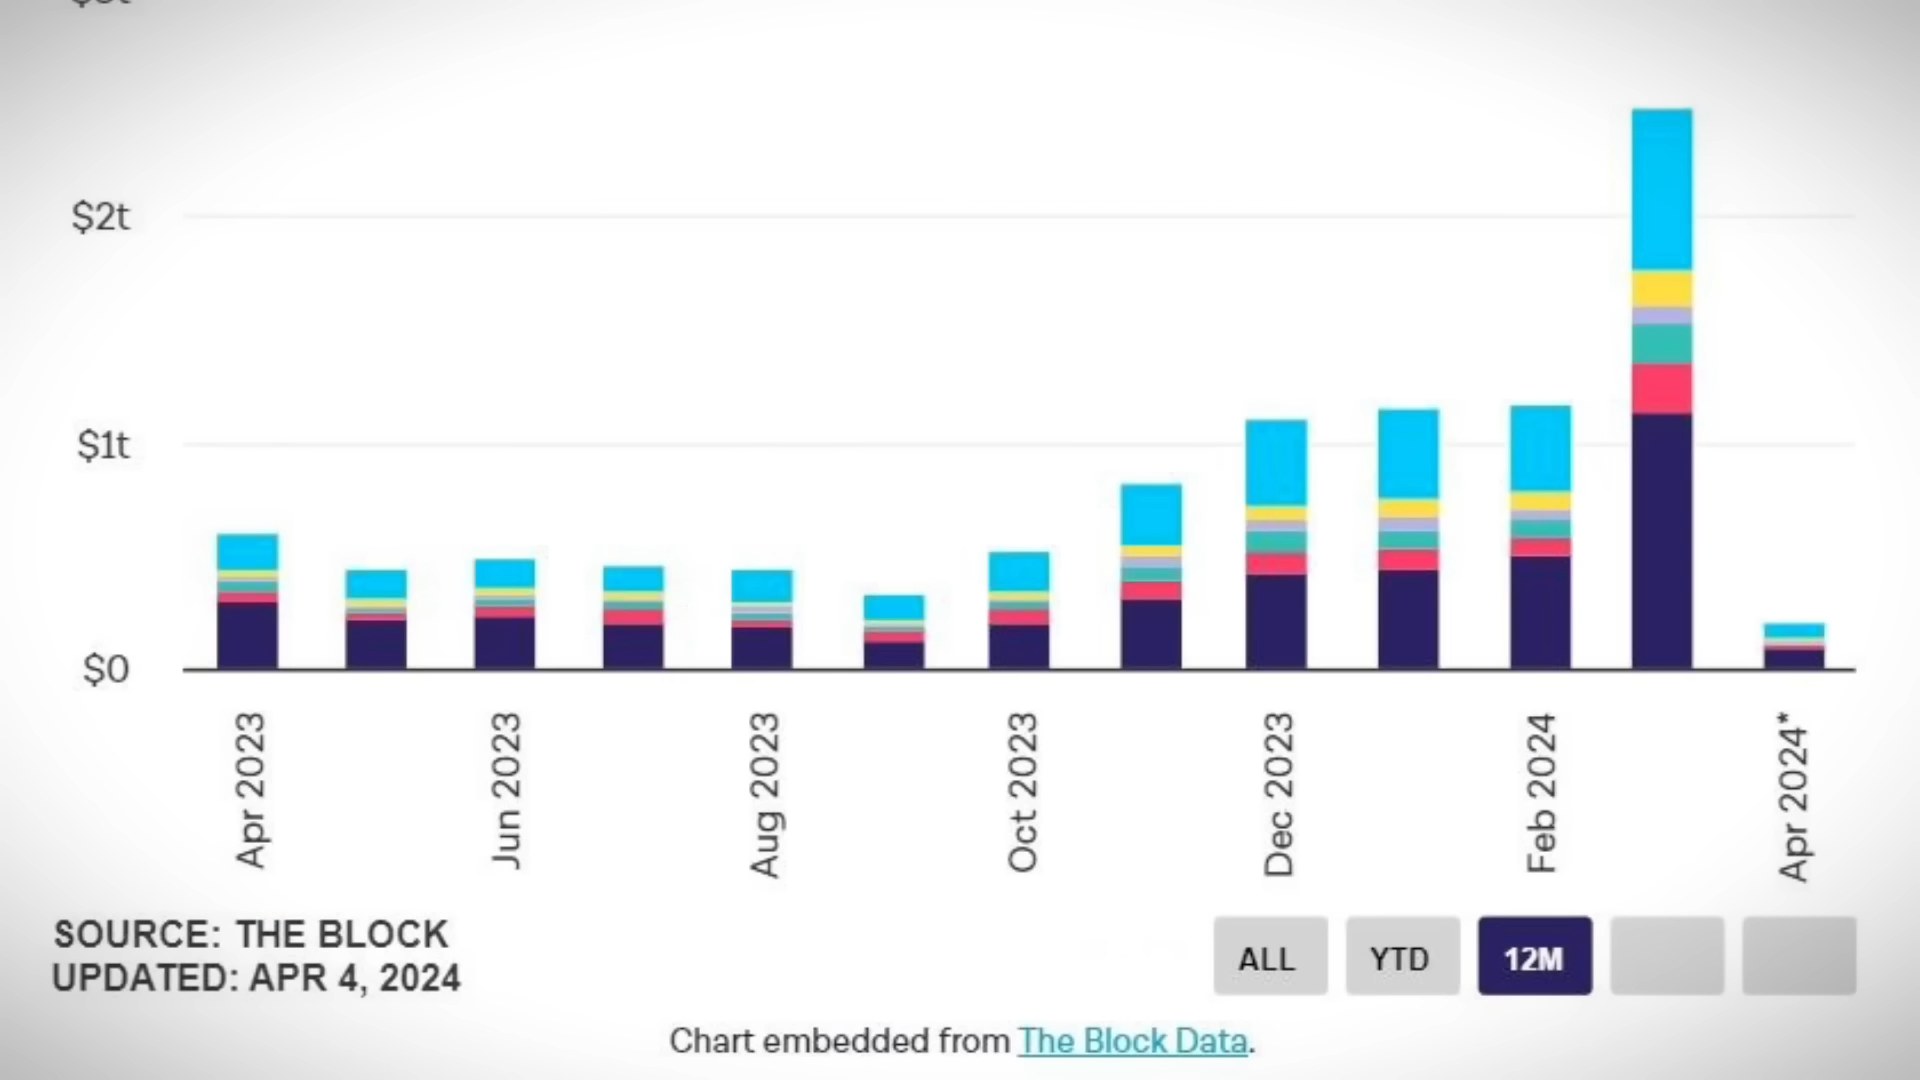 $2t
$1t
$0
Apr 2023
Jun 2023
Aug 2023
Oct 2023
Dec 2023
Feb 2024
Apr 2024*
SOURCE: THE BLOCK
UPDATED: APR 4, 2024
ALL
YTD
12M
Chart embedded from The Block Data.